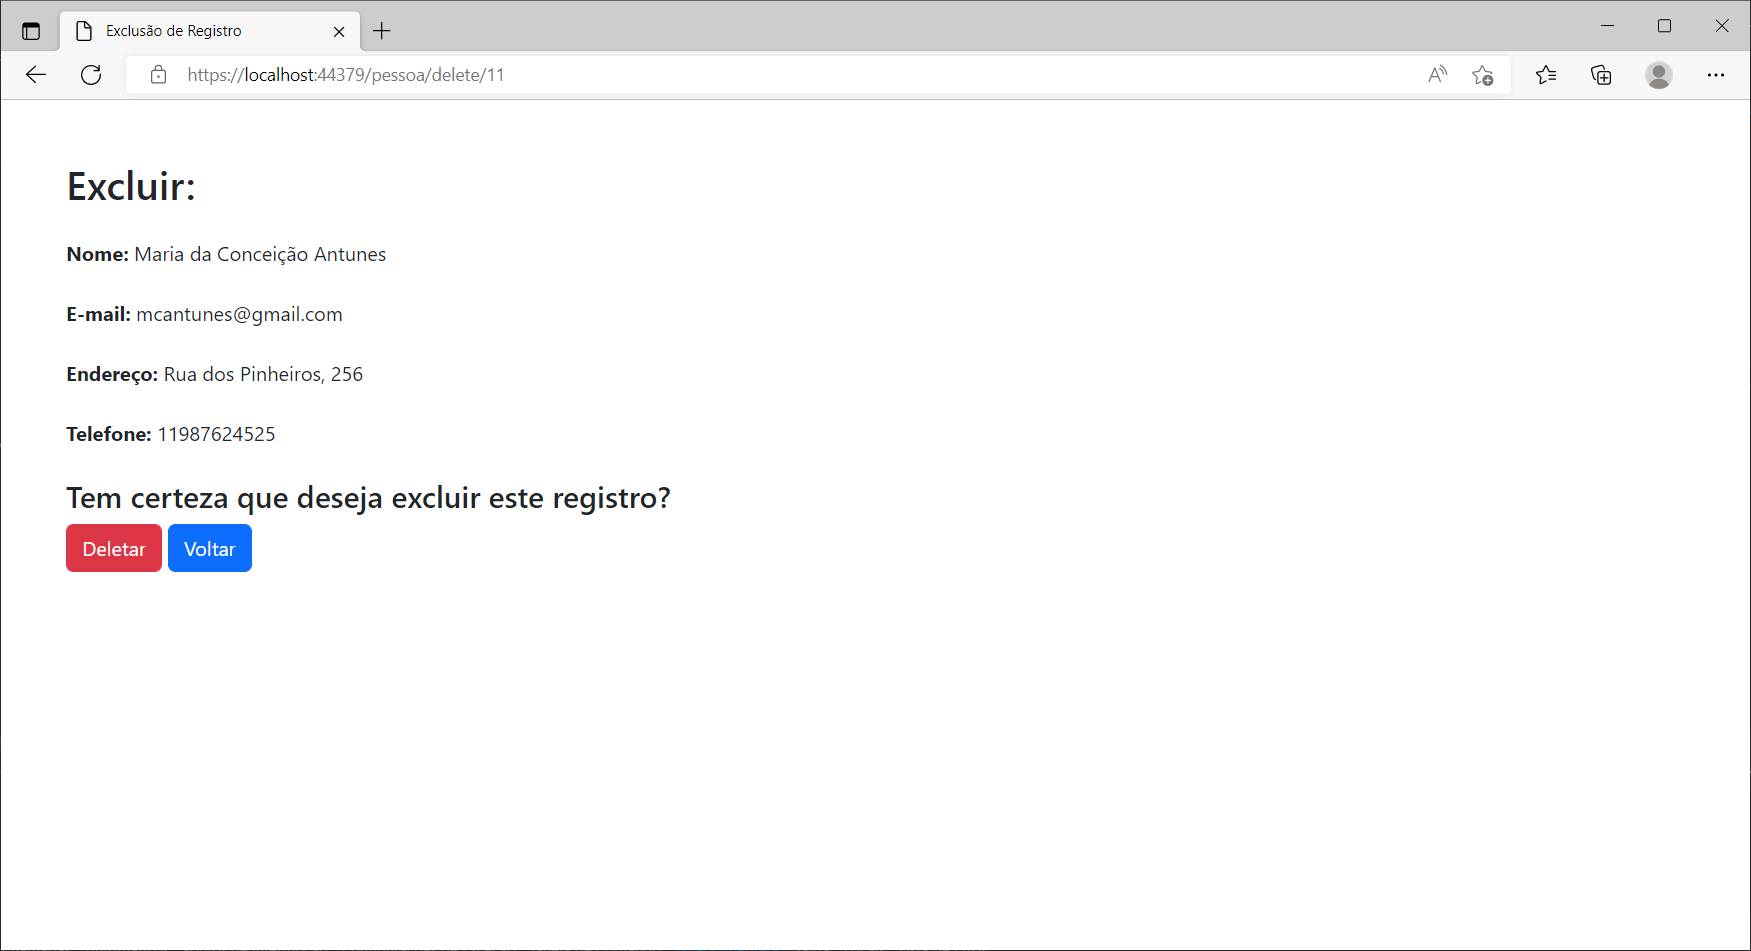 Exclusão de Registro
https://localhost:44379/pessoa/delete/11
Excluir:
Nome: Maria da Conceição Antunes
E-mail: mcantunes@gmail.com
Endereço: Rua dos Pinheiros, 256
Telefone: 11987624525
Tem certeza que deseja excluir este registro?
Deletar Voltar